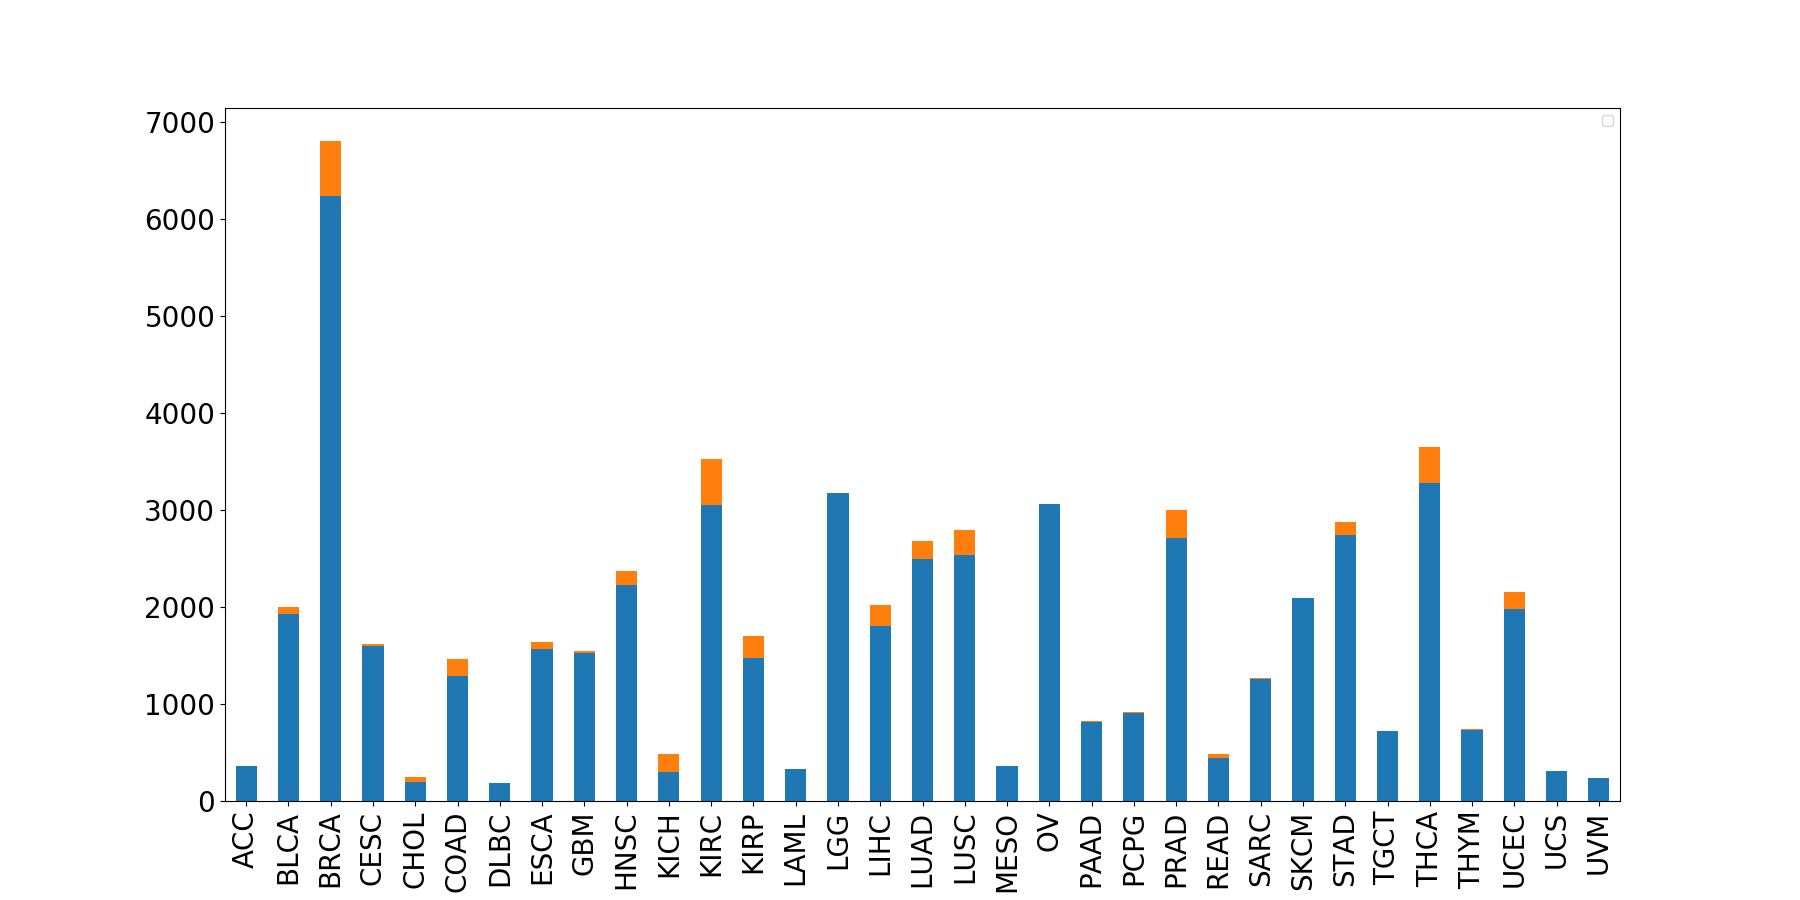 7000
6000
5000
4000
3000
2000
1000
0
ACC
BLCA
BRCA
CESC
CHOL
COAD
DLBC
ESCA
GBM
HNSC
KICH
KIRC
KIRP
LAML
LGG
LIHC
LUAD
LUSC
MESO
OV
PAAD
PCPG
PRAD
READ
SARC
SKCM
STAD
TGCT
THCA
THYM
UCEC
UCS
UVM